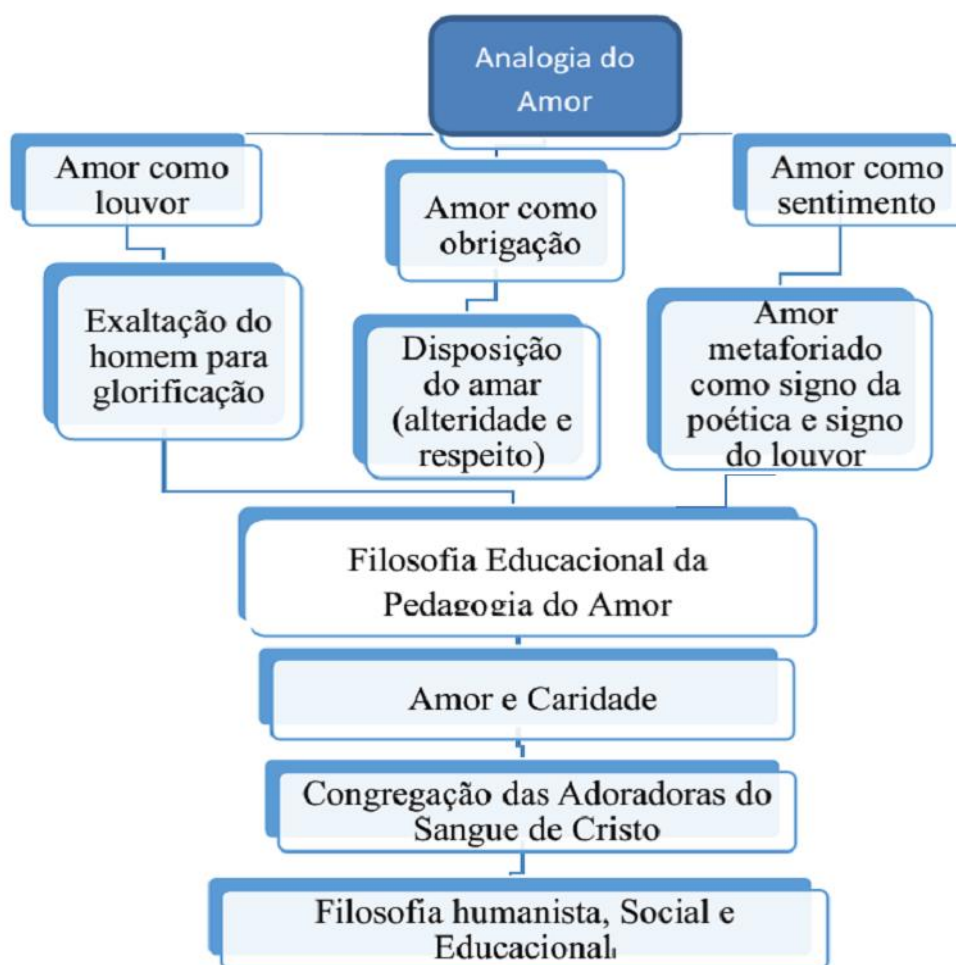 Analogia do
Amor
Amor como
louvor
Amor como
obrigação
Amor como
sentimento
Exaltação do
homem para
glorificação
Disposição
do amar
(alteridade e
respeito)
Amor
metaforiado
como signo da
poética e signo
do louvor
Filosofia Educacional da
Pedagogia do Amor
Amor e Caridade
Congregação das Adoradoras do
Sangue de Cristo
Filosofia humanista, Social e
Educacional